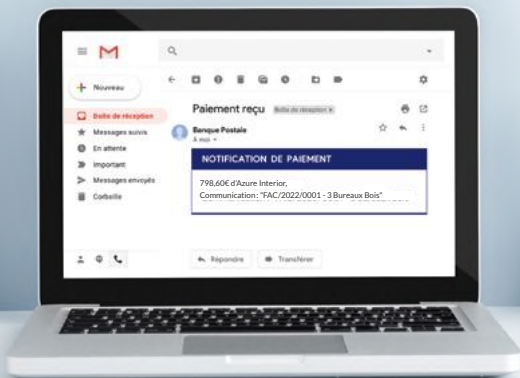 Nouveau
Boîte de réception
Messages suivis
En attente
Important
Messages envoyés
Corbeille
Paiement reçu Boîte de réception ×
Banque Postale
À moi
NOTIFICATION DE PAIEMENT
798,60€ d'Azure Interior,
Communication: "FAC/2022/0001 - 3 Bureaux Bois"
Répondre
Transférer